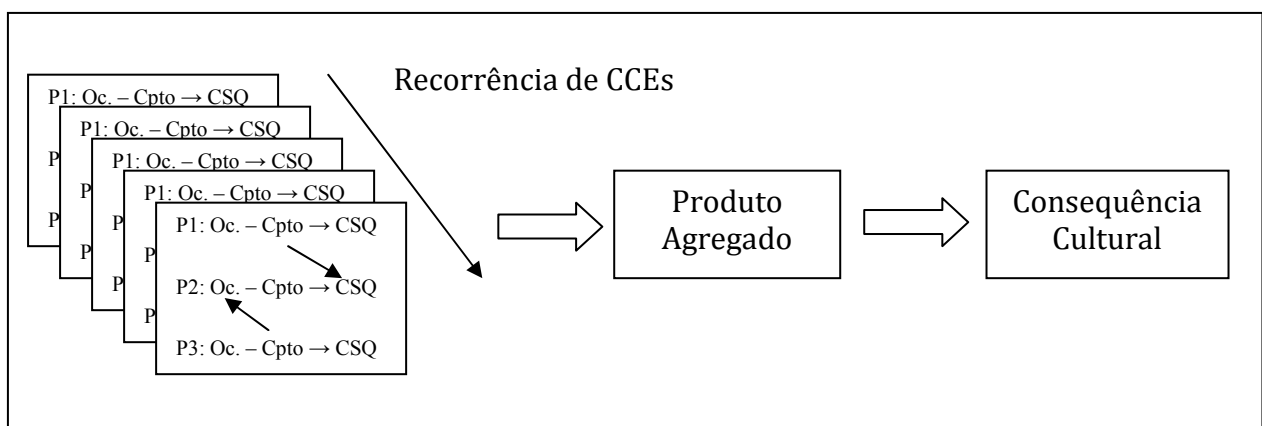 Recorrência de CCEs
P1: Oc. – Cpto → CSQ
P1: Oc. – Cpto → CSQ
P1: Oc. – Cpto → CSQ
P1: Oc. – Cpto → CSQ
P1: Oc. – Cpto → CSQ
P2: Oc. – Cpto → CSQ
P3: Oc. – Cpto → CSQ
P
P
P
P
P
P
P
P
Produto
Agregado
Consequência
Cultural